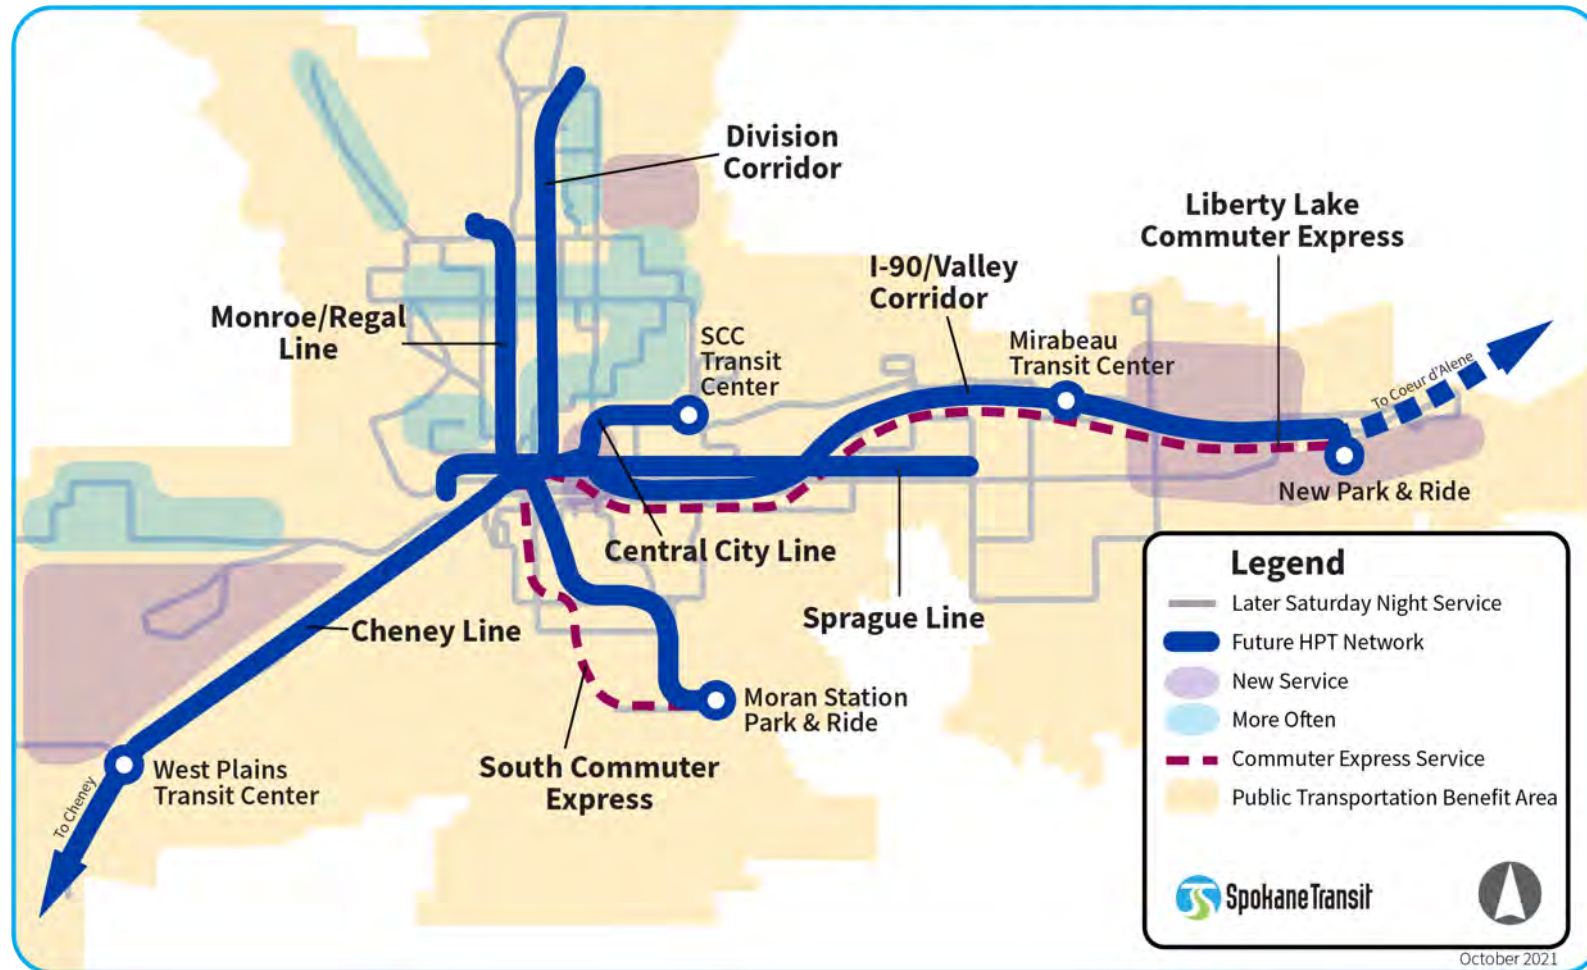 Division
Corridor
Liberty Lake
Commuter Express
I-90/Valley
Corridor
Monroe/Regal
Line
SCC
Transit
Center
Mirabeau
Transit Center
To Coeur d'Alene
New Park & Ride
Central City Line
Sprague Line
Cheney Line
Moran Station
Park & Ride
South Commuter
Express
West Plains
Transit Center
To Cheney
Legend
Later Saturday Night Service
Future HPT Network
New Service
More Often
Commuter Express Service
Public Transportation Benefit Area
Spokane Transit
October 2021